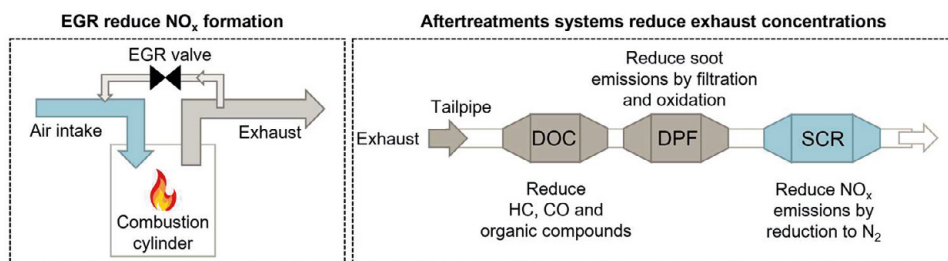 EGR reduce NOx formation
EGR valve
Air intake
Exhaust
Combustion
cylinder
Aftertreatments systems reduce exhaust concentrations
Reduce soot
emissions by filtration
and oxidation
Tailpipe
Exhaust
DOC
DPF
SCR
Reduce
HC, CO and
organic compounds
Reduce NOx
emissions by
reduction to N2